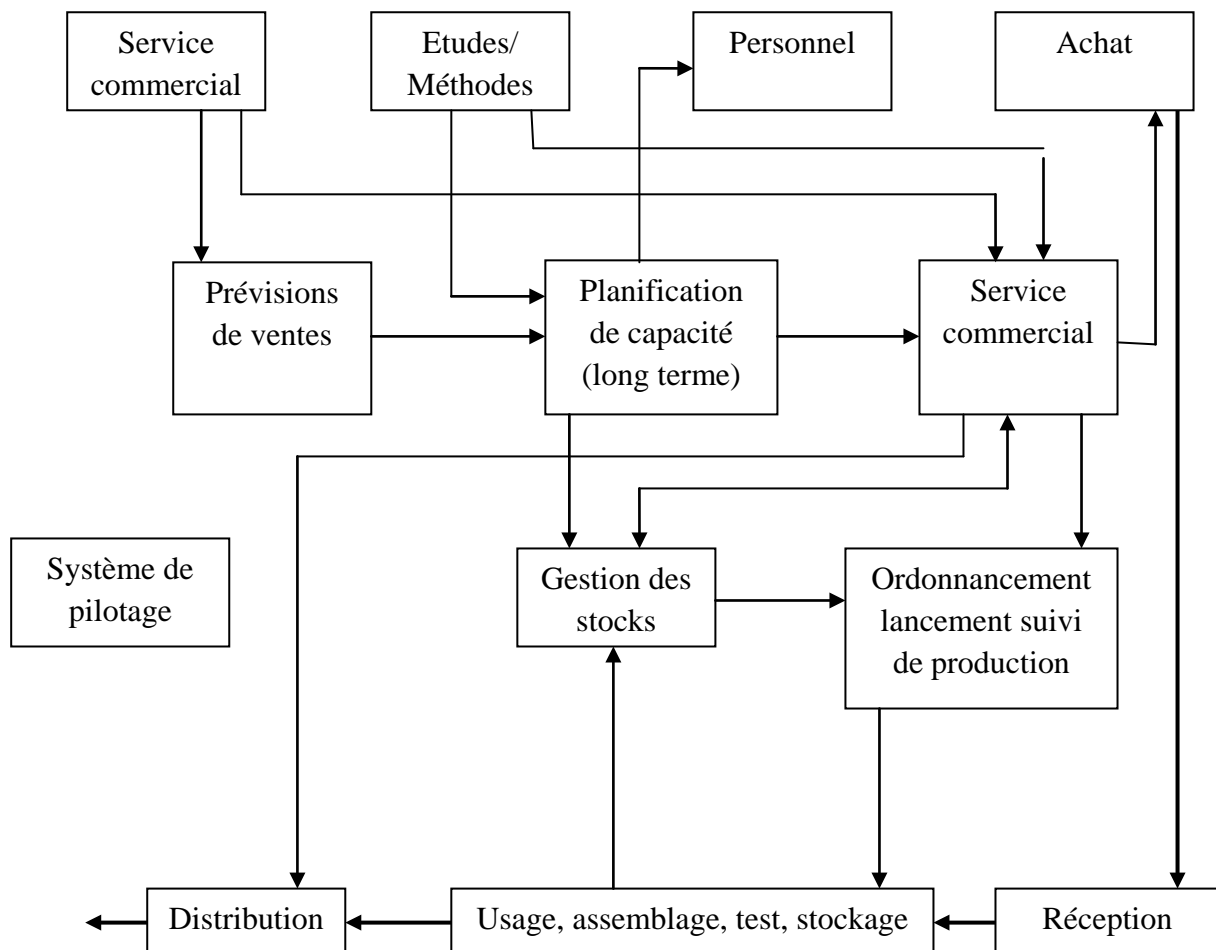 Service
commercial
Etudes/
Méthodes
Personnel
Achat
Prévisions
de ventes
Planification
de capacité
(long terme)
Service
commercial
Système de
pilotage
Gestion des
stocks
Ordonnancement
lancement suivi
de production
Distribution
Usage, assemblage, test, stockage
Réception